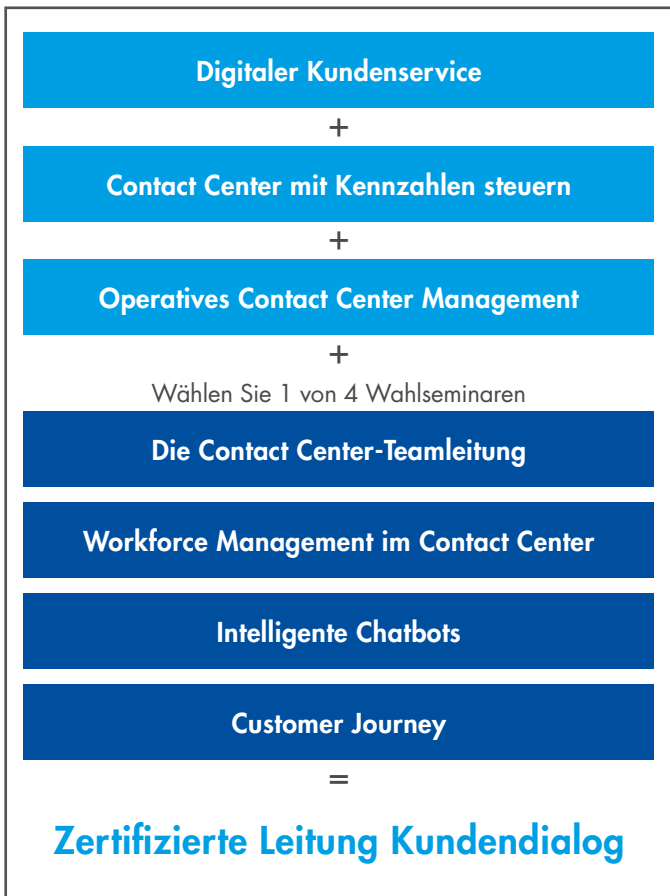 Digitaler Kundenservice
+
Contact Center mit Kennzahlen steuern
+
Operatives Contact Center Management
+
Wählen Sie 1 von 4 Wahlseminaren
Die Contact Center-Teamleitung
Workforce Management im Contact Center
Intelligente Chatbots
Customer Journey
=
Zertifizierte Leitung Kundendialog